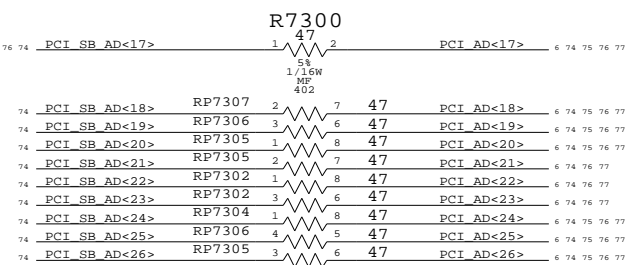 R7300
47
76 74 PCI_SB_AD<17> 1 2 PCI_AD<17> 6 74 75 76 77
5%
1/16W
MF
402
74 PCI_SB_AD<18> RP7307 2 7 47 PCI_AD<18> 6 74 75 76 77
74 PCI_SB_AD<19> RP7306 3 6 47 PCI_AD<19> 6 74 75 76 77
74 PCI_SB_AD<20> RP7305 1 8 47 PCI_AD<20> 6 74 75 76 77
74 PCI_SB_AD<21> RP7305 2 7 47 PCI_AD<21> 6 74 76 77
74 PCI_SB_AD<22> RP7302 1 8 47 PCI_AD<22> 6 74 76 77
74 PCI_SB_AD<23> RP7302 3 6 47 PCI_AD<23> 6 74 76 77
74 PCI_SB_AD<24> RP7304 1 8 47 PCI_AD<24> 6 74 75 76 77
74 PCI_SB_AD<25> RP7306 4 5 47 PCI_AD<25> 6 74 75 76 77
74 PCI_SB_AD<26> RP7305 3 6 47 PCI_AD<26> 6 74 75 76 77